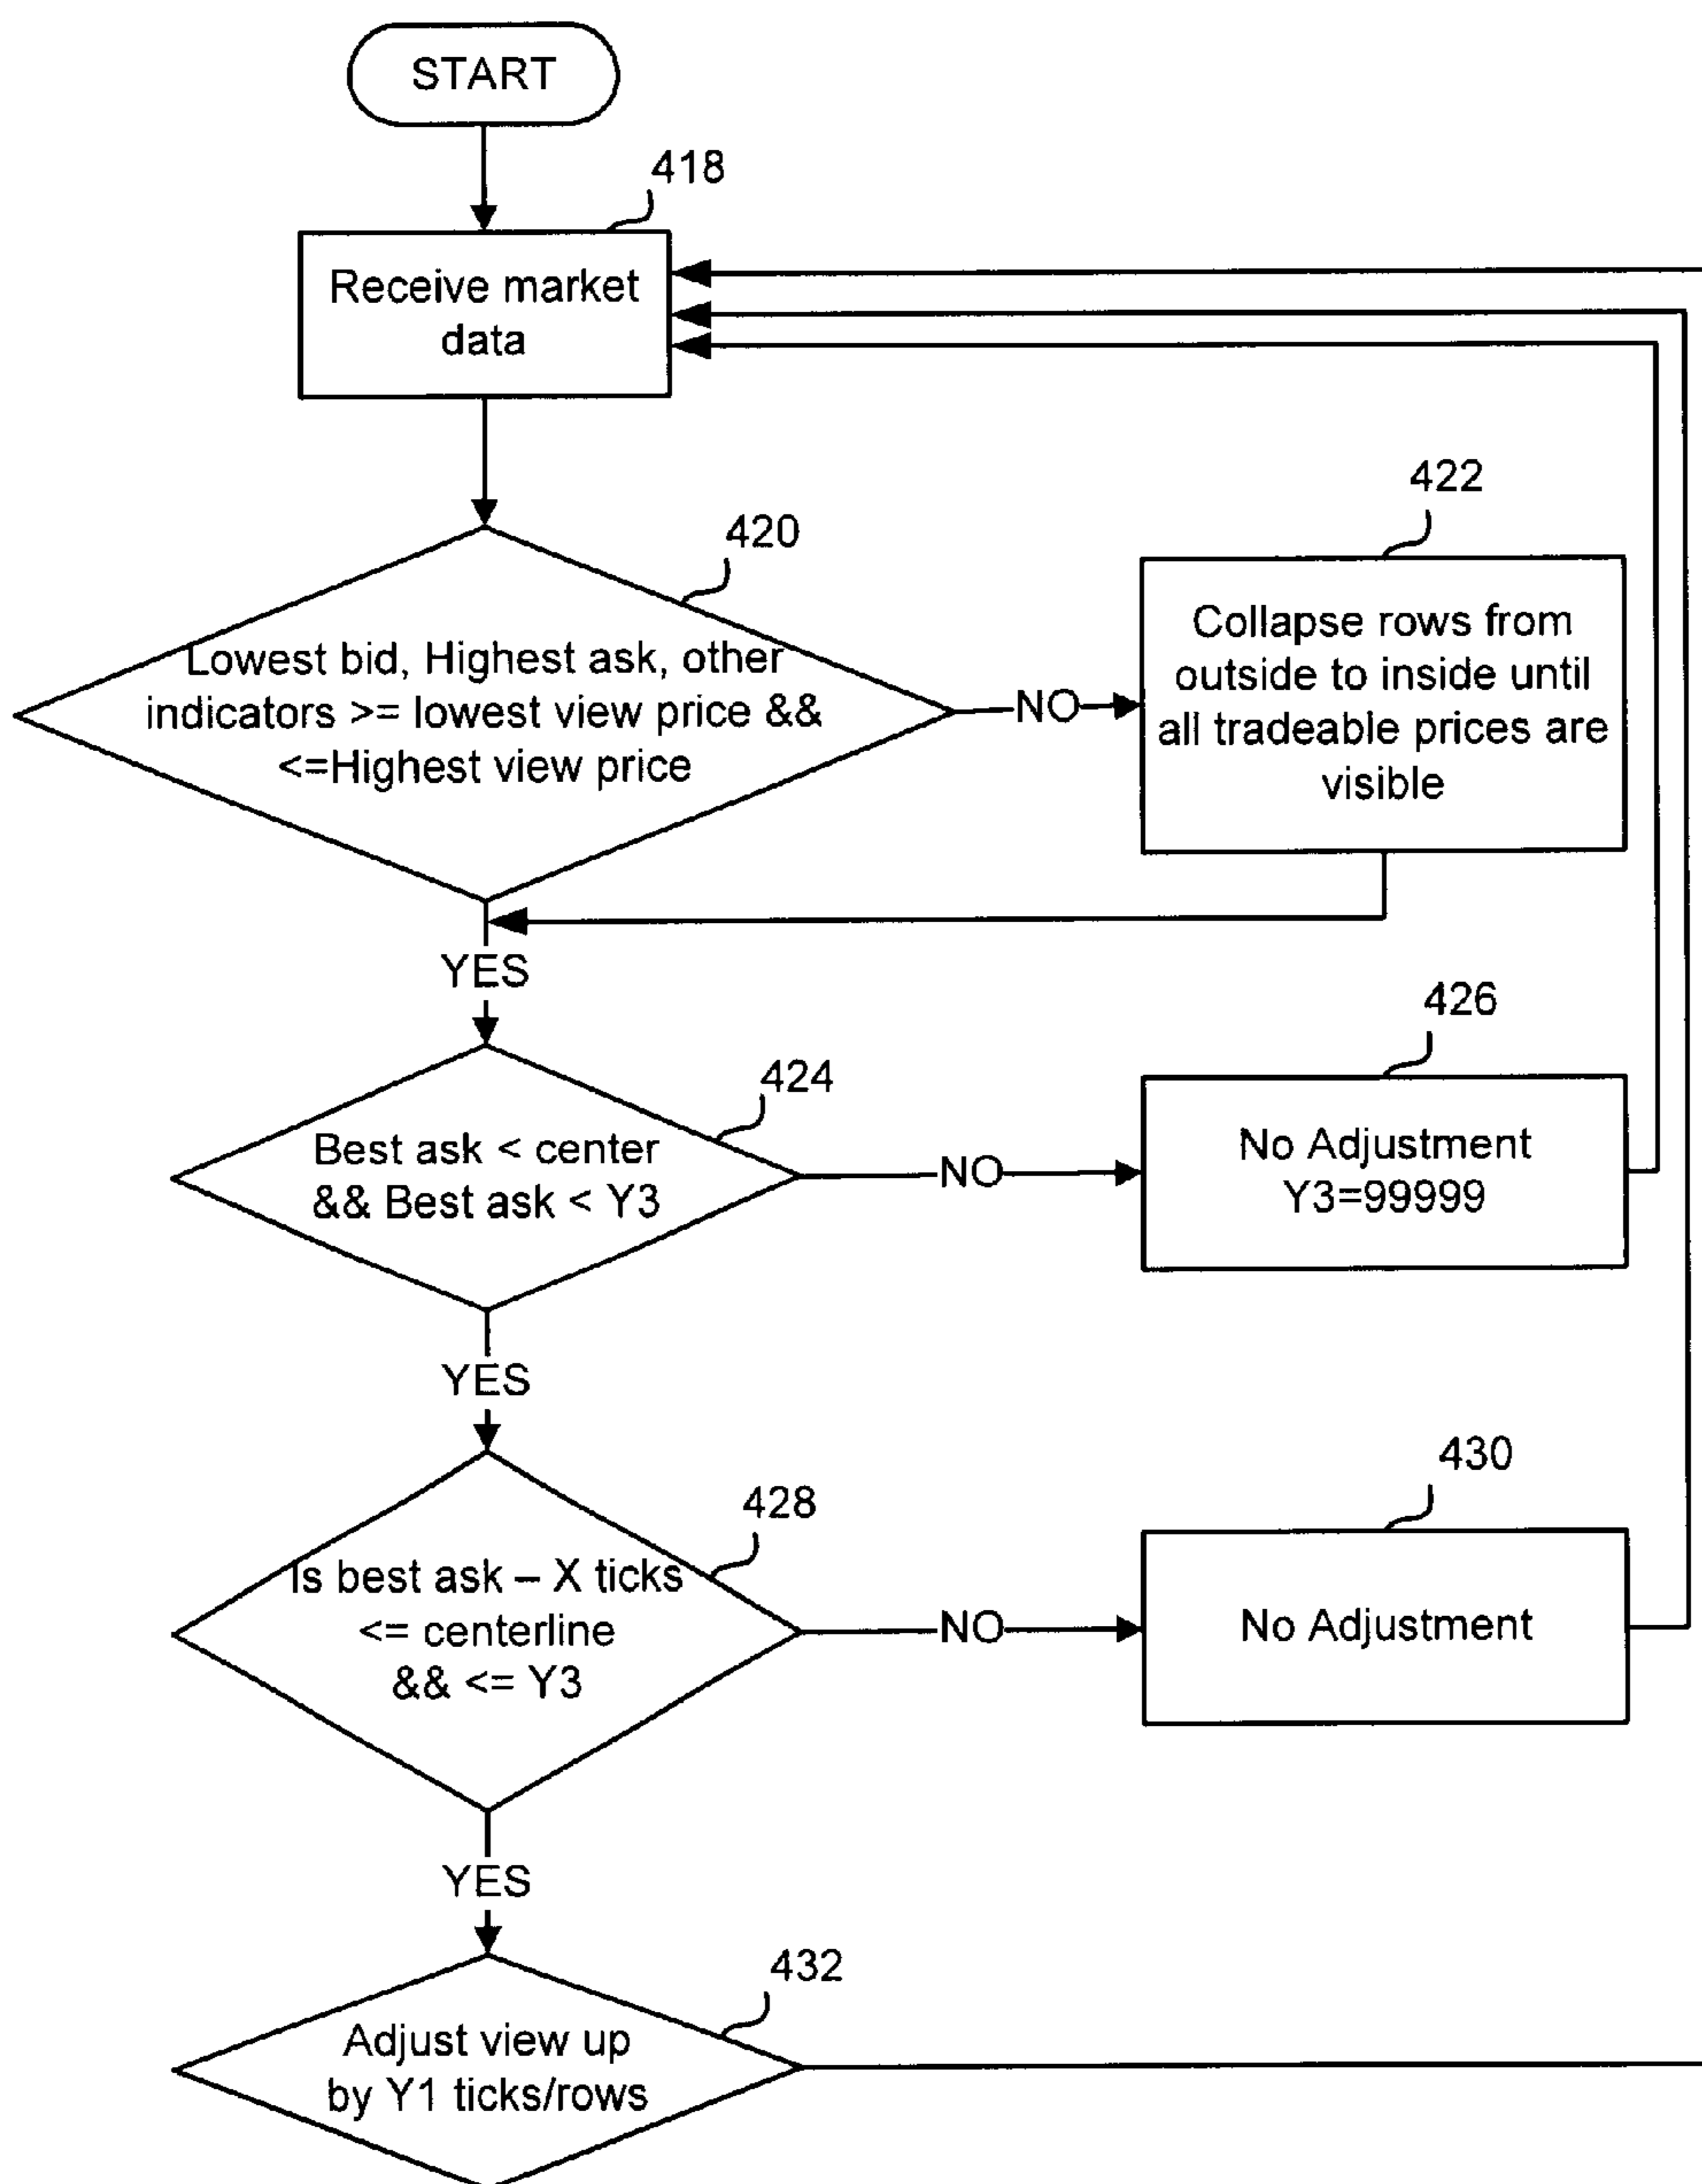 START
418
Receive market
data
420
Lowest bid, Highest ask, other
indicators >= lowest view price &&
<=Highest view price
NO
422
Collapse rows from
outside to inside until
all tradeable prices are
visible
YES
424
Best ask < center
&& Best ask < Y3
NO
426
No Adjustment
Y3=99999
YES
428
Is best ask – X ticks
<= centerline
&& <= Y3
NO
430
No Adjustment
YES
432
Adjust view up
by Y1 ticks/rows